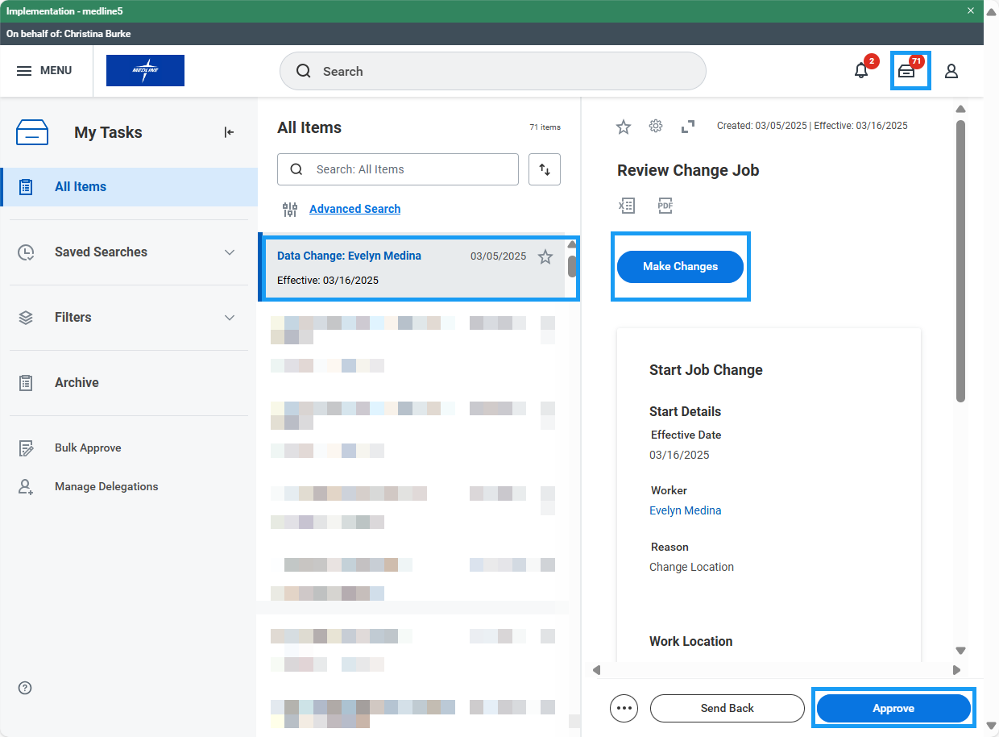 Implementation - medline5
On behalf of: Christina Burke
MENU
MEDLINE
Search
2
71
My Tasks
All Items
Saved Searches
Filters
Archive
Bulk Approve
Manage Delegations
All Items
71 items
Search: All Items
Advanced Search
Data Change: Evelyn Medina
03/05/2025
Effective: 03/16/2025
Created: 03/05/2025 | Effective: 03/16/2025
Review Change Job
X
PDF
Make Changes
Start Job Change
Start Details
Effective Date
03/16/2025
Worker
Evelyn Medina
Reason
Change Location
Work Location
Send Back
Approve